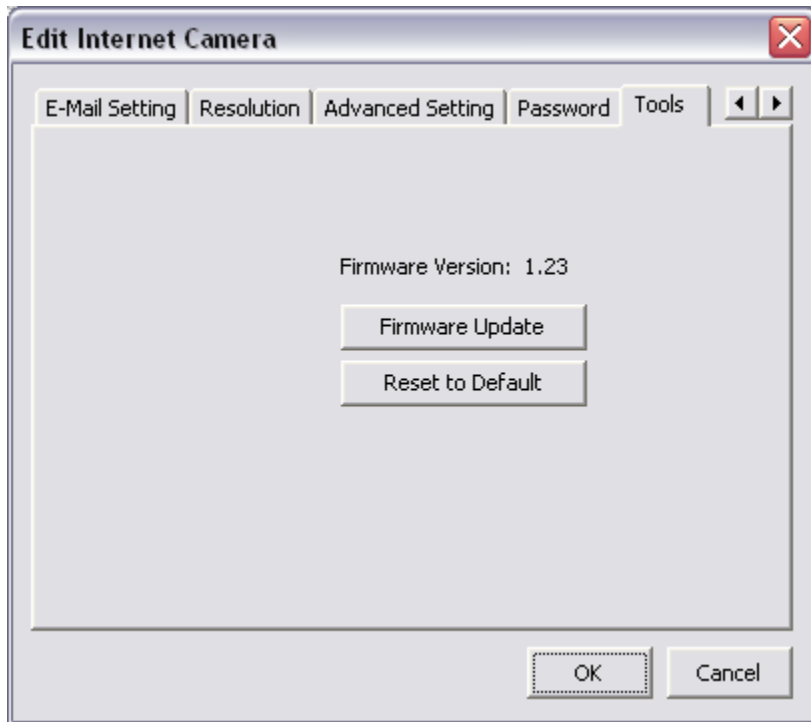 Edit Internet Camera
E-Mail Setting Resolution Advanced Setting Password Tools
Firmware Version: 1.23
Firmware Update
Reset to Default
OK Cancel